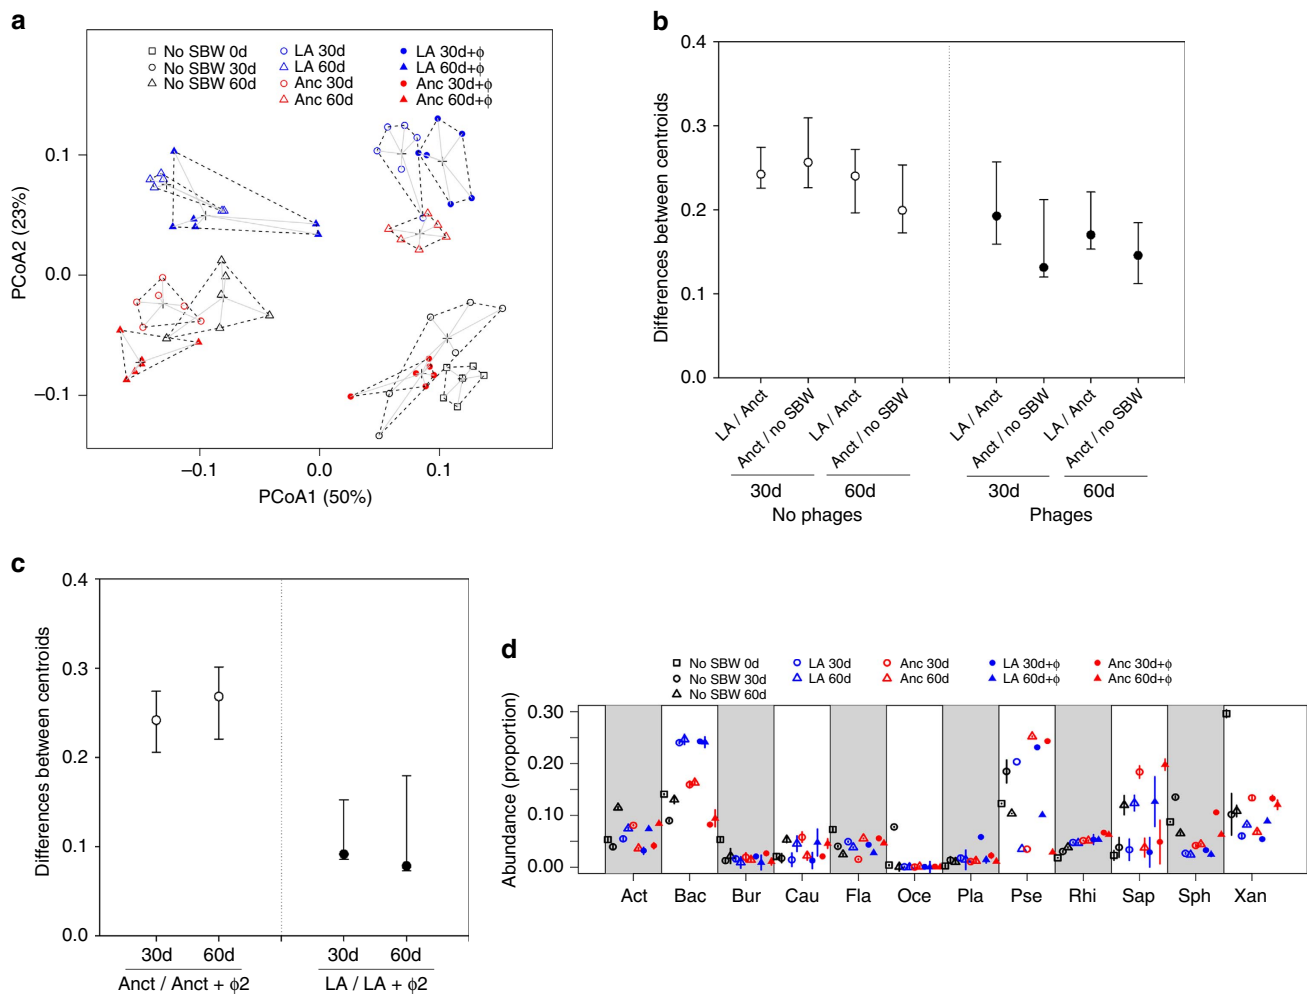 a
No SBW 0d
No SBW 30d
No SBW 60d
LA 30d
LA 60d
Anc 30d
Anc 60d
LA 30d+ϕ
LA 60d+ϕ
Anc 30d+ϕ
Anc 60d+ϕ
0.1
0.0
−0.1
PCoA2 (23%)
−0.1 0.0 0.1
PCoA1 (50%)
b
0.4
0.3
0.2
0.1
0.0
Differences between centroids
LA / Anct
Anct / no SBW
LA / Anct
Anct / no SBW
LA / Anct
Anct / no SBW
LA / Anct
Anct / no SBW
30d 60d 30d 60d
No phages Phages
c
0.4
0.3
0.2
0.1
0.0
Differences between centroids
30d 60d 30d 60d
Anct / Anct + ϕ2 LA / LA + ϕ2
d
No SBW 0d
No SBW 30d
No SBW 60d
LA 30d
LA 60d
Anc 30d
Anc 60d
LA 30d+ϕ
LA 60d+ϕ
Anc 30d+ϕ
Anc 60d+ϕ
0.30
0.20
0.10
0.00
Abundance (proportion)
Act Bac Bur Cau Fla Oce Pla Pse Rhi Sap Sph Xan